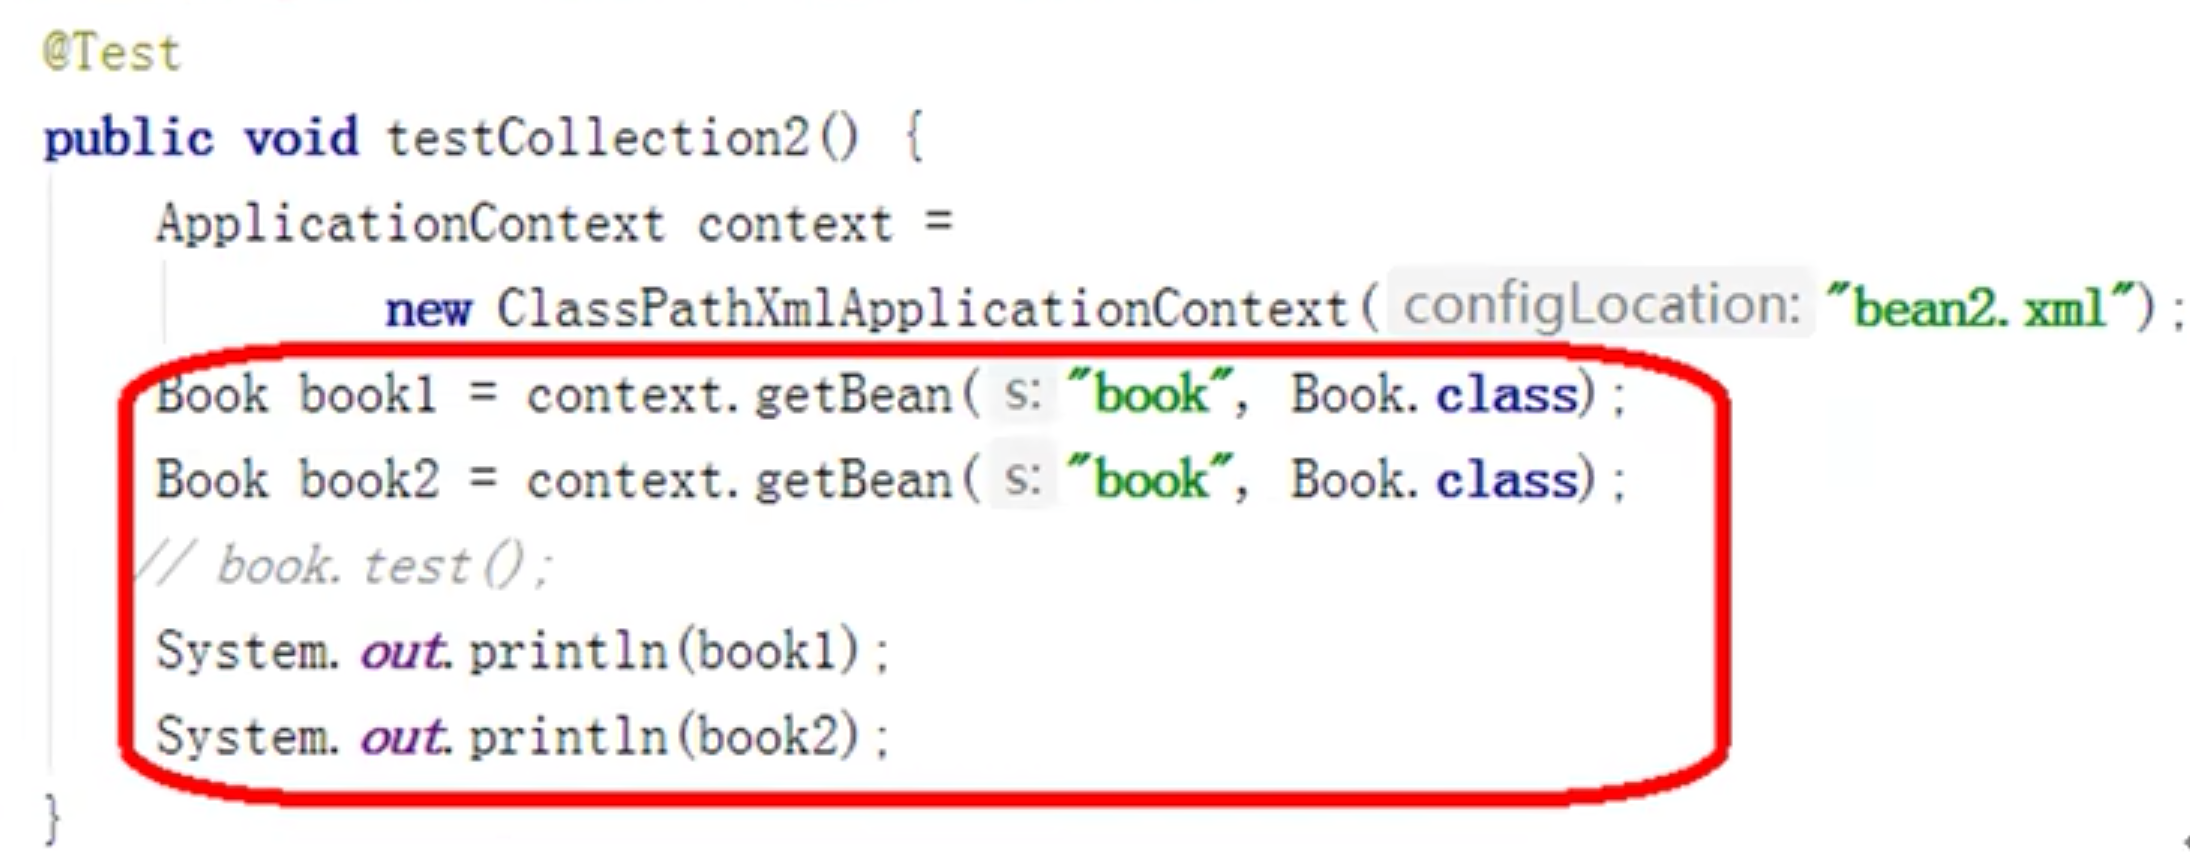 @Test
public void testCollection2() {
ApplicationContext context =
new ClassPathXmlApplicationContext( configLocation: "bean2.xml");
Book book1 = context.getBean( s: "book", Book.class);
Book book2 = context.getBean( s: "book", Book.class);
// book.test();
System.out.println(book1);
System.out.println(book2);
}